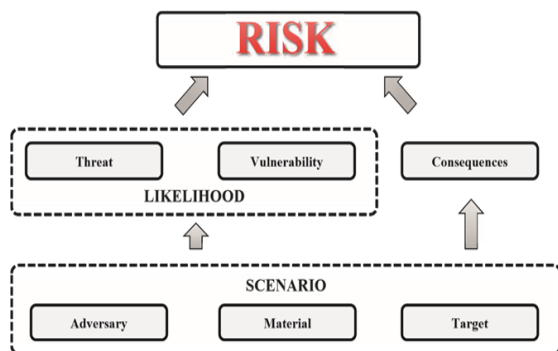 RISK
Threat
Vulnerability
Consequences
LIKELIHOOD
SCENARIO
Adversary
Material
Target